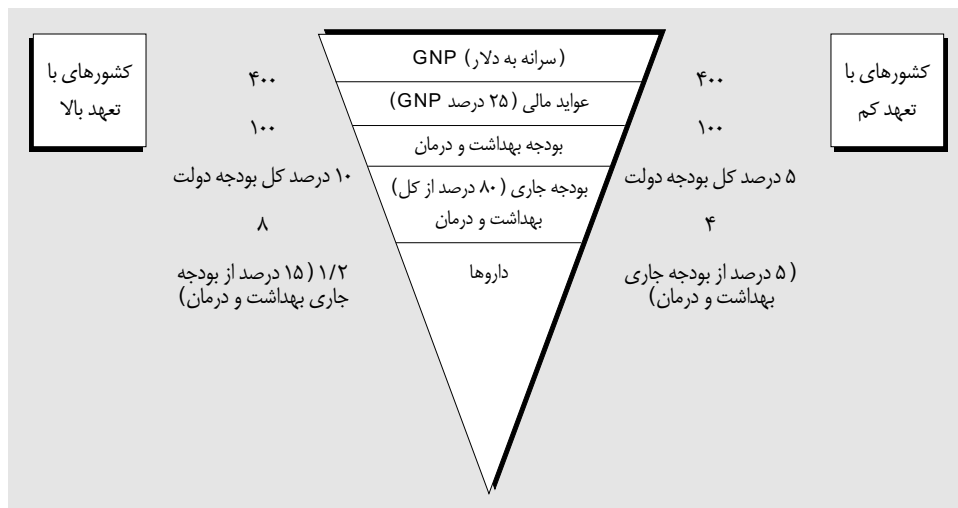 کشورهای با
تعهد کم
۴۰۰
۱۰۰
۵ درصد کل بودجه دولت
۴
(۵ درصد از بودجه جاری
بهداشت و درمان)
GNP (سرانه به دلار)
عواید مالی (۲۵ درصد GNP)
بودجه بهداشت و درمان
بودجه جاری (۸۰ درصد از کل)
بهداشت و درمان
داروها
کشورهای با
تعهد بالا
۴۰۰
۱۰۰
۱۰ درصد کل بودجه دولت
۸
۱/۲ (۱۵ درصد از بودجه
جاری بهداشت و درمان)